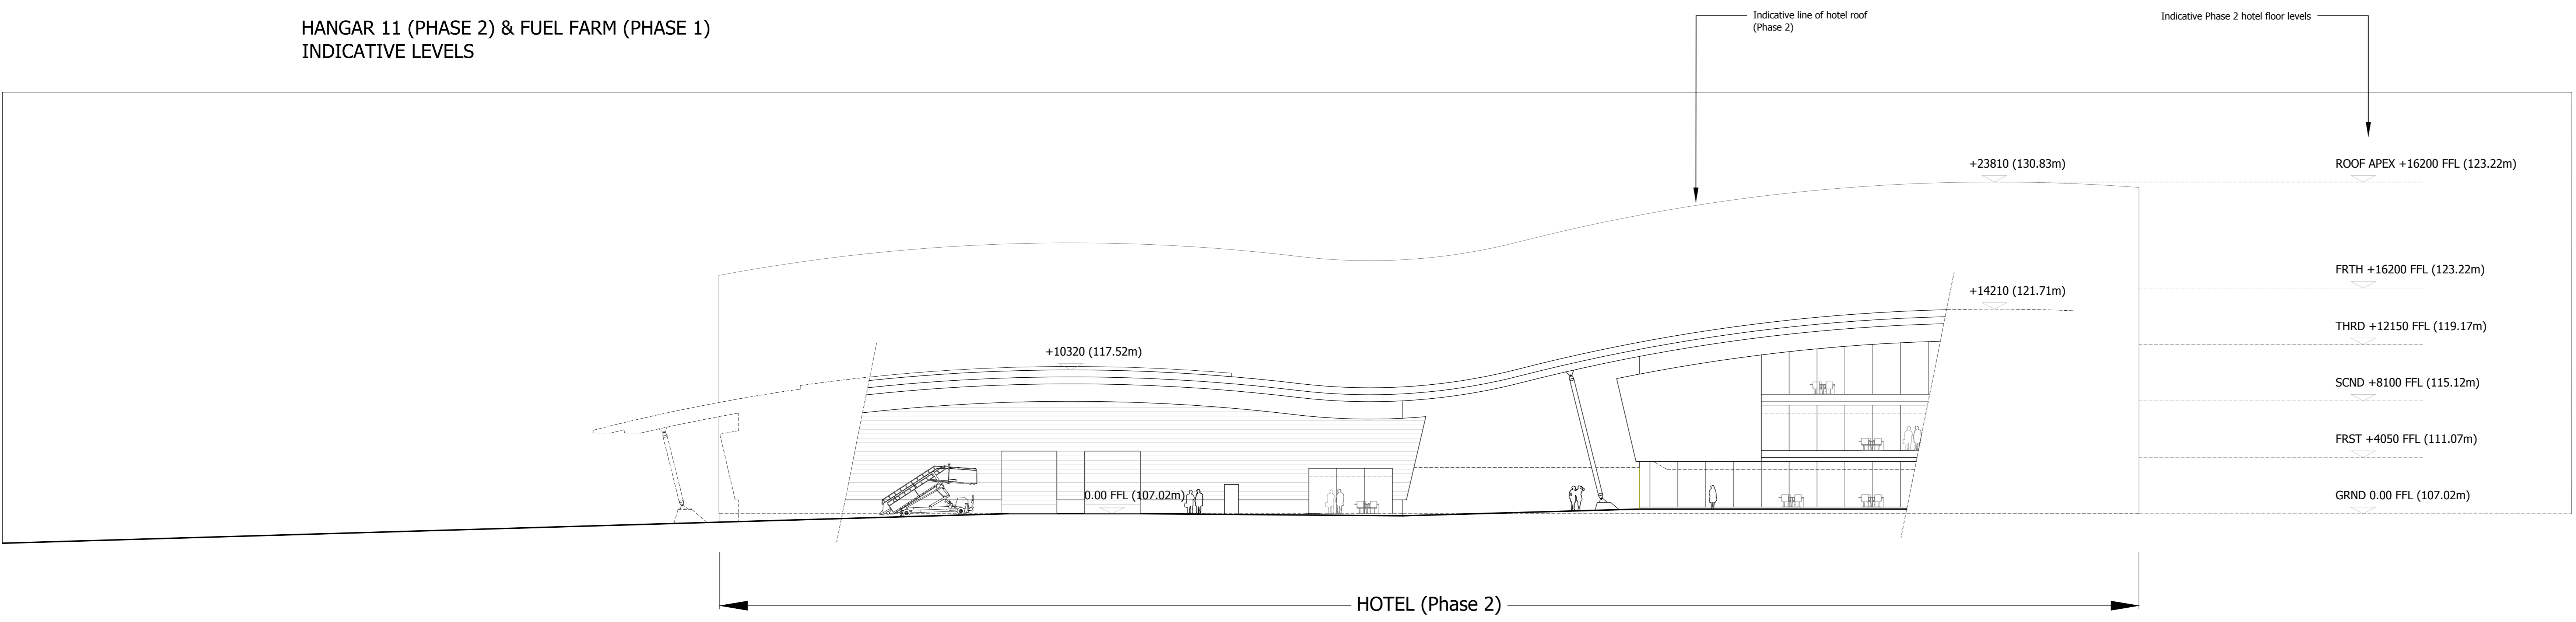 HANGAR 11 (PHASE 2) & FUEL FARM (PHASE 1)
INDICATIVE LEVELS
Indicative line of hotel roof
(Phase 2)
Indicative Phase 2 hotel floor levels
+23810 (130.83m)
ROOF APEX +16200 FFL (123.22m)
FRTH +16200 FFL (123.22m)
+14210 (121.71m)
THRD +12150 FFL (119.17m)
+10320 (117.52m)
SCND +8100 FFL (115.12m)
FRST +4050 FFL (111.07m)
0.00 FFL (107.02m)
GRND 0.00 FFL (107.02m)
HOTEL (Phase 2)